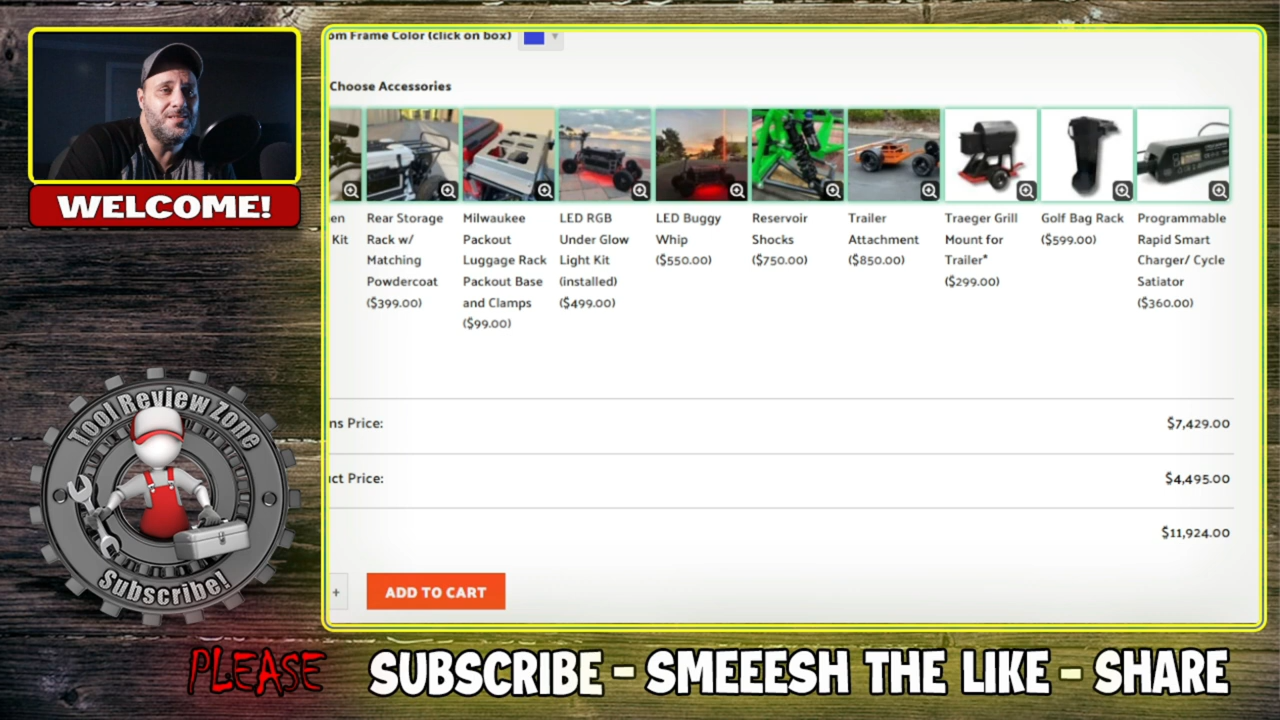 om Frame Color (click on box)
Choose Accessories
en
Kit
Rear Storage
Rack w/
Matching
Powdercoat
($399.00)
Milwaukee
Packout
Luggage Rack
Packout Base
and Clamps
($99.00)
LED RGB
Under Glow
Light Kit
(installed)
($499.00)
LED Buggy
Whip
($550.00)
Reservoir
Shocks
($750.00)
Trailer
Attachment
($850.00)
Traeger Grill
Mount for
Trailer*
($299.00)
Golf Bag Rack
($599.00)
Programmable
Rapid Smart
Charger/ Cycle
Satiator
($360.00)
ns Price: $7,429.00
ct Price: $4,495.00
$11,924.00
+ ADD TO CART
WELCOME!
Tool Review Zone
Subscribe!
PLEASE SUBSCRIBE - SMEEESH THE LIKE - SHARE